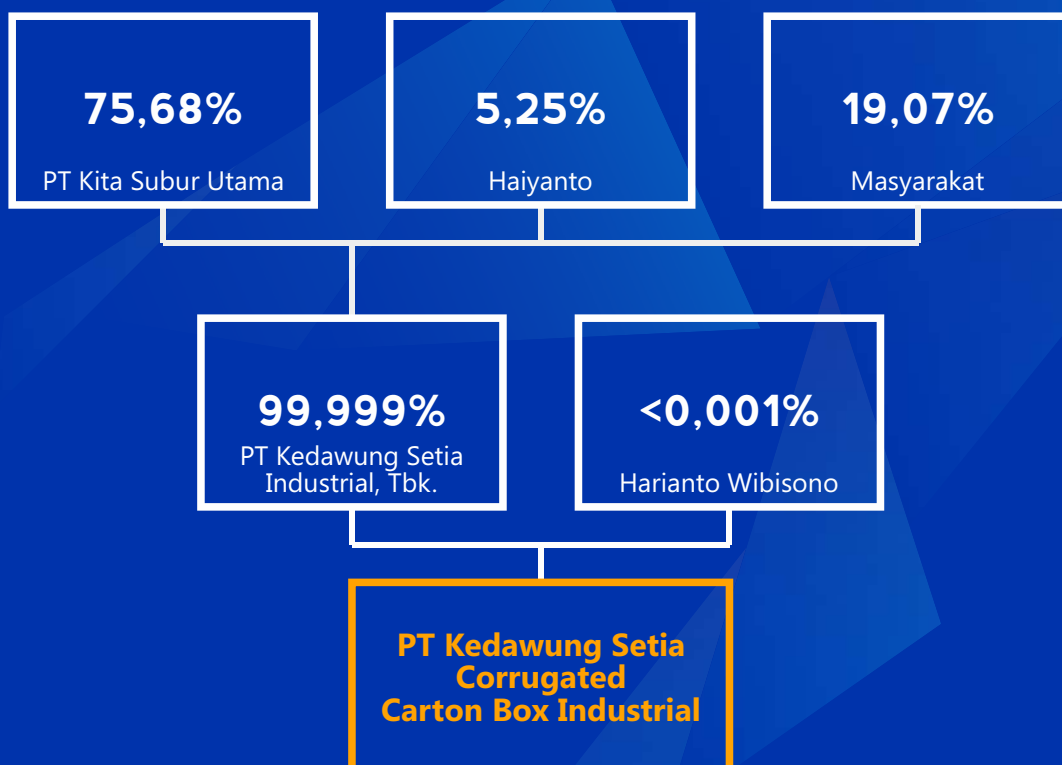 75,68%
PT Kita Subur Utama
5,25%
Haiyanto
19,07%
Masyarakat
99,999%
PT Kedawung Setia
Industrial, Tbk.
<0,001%
Harianto Wibisono
PT Kedawung Setia
Corrugated
Carton Box Industrial